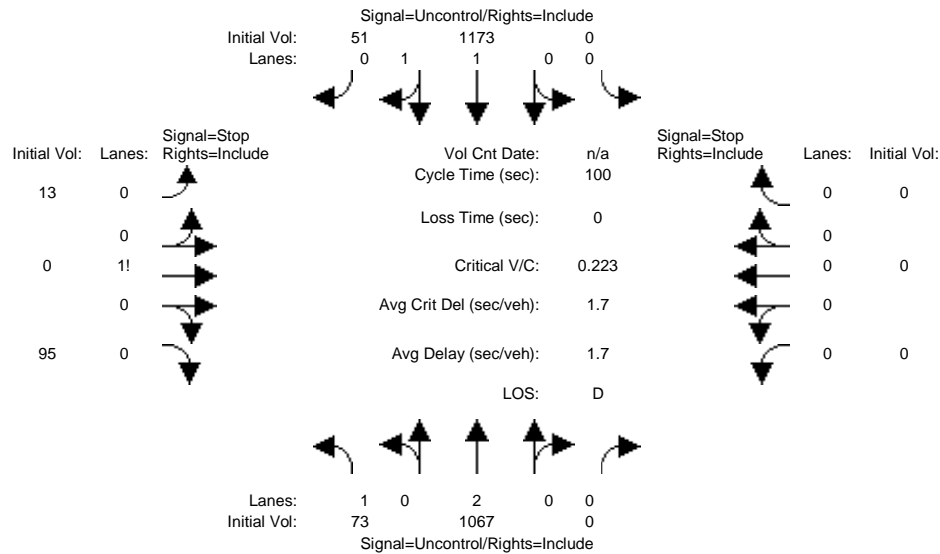 Signal=Uncontrol/Rights=Include
Initial Vol: 51 1173 0
Lanes: 0 1 1 0 0
Signal=Stop Signal=Stop
Initial Vol: Lanes: Rights=Include Vol Cnt Date: n/a Rights=Include Lanes: Initial Vol:
Cycle Time (sec): 100
13 0 0 0
Loss Time (sec): 0
0 0
0 1! Critical V/C: 0.223 0 0
0 Avg Crit Del (sec/veh): 1.7 0
95 0 Avg Delay (sec/veh): 1.7 0 0
LOS: D
Lanes: 1 0 2 0 0
Initial Vol: 73 1067 0
Signal=Uncontrol/Rights=Include